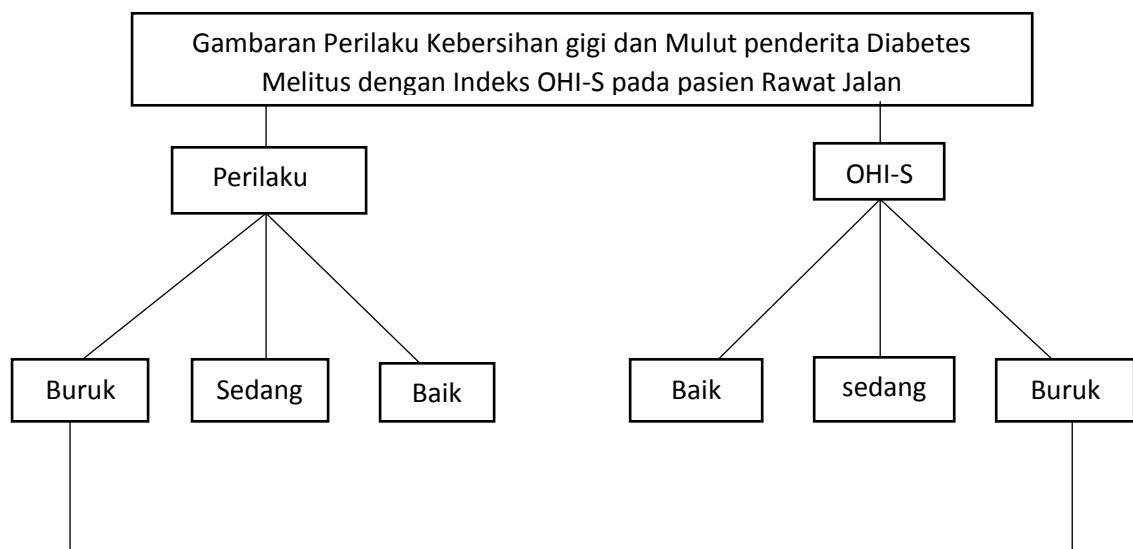 Gambaran Perilaku Kebersihan gigi dan Mulut penderita Diabetes
Melitus dengan Indeks OHI-S pada pasien Rawat Jalan
Perilaku
OHI-S
Buruk
Sedang
Baik
Baik
sedang
Buruk